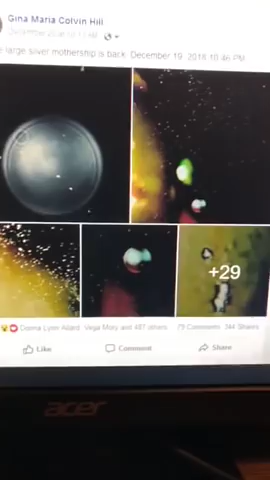 Gina Maria Colvin Hill
large silver mothership is back. December 19, 2018 10:46 PM
+29
Donna Lynn Allard, Vega Mory and 487 others
79 Comments 344 Shares
Like
Comment
Share
acer